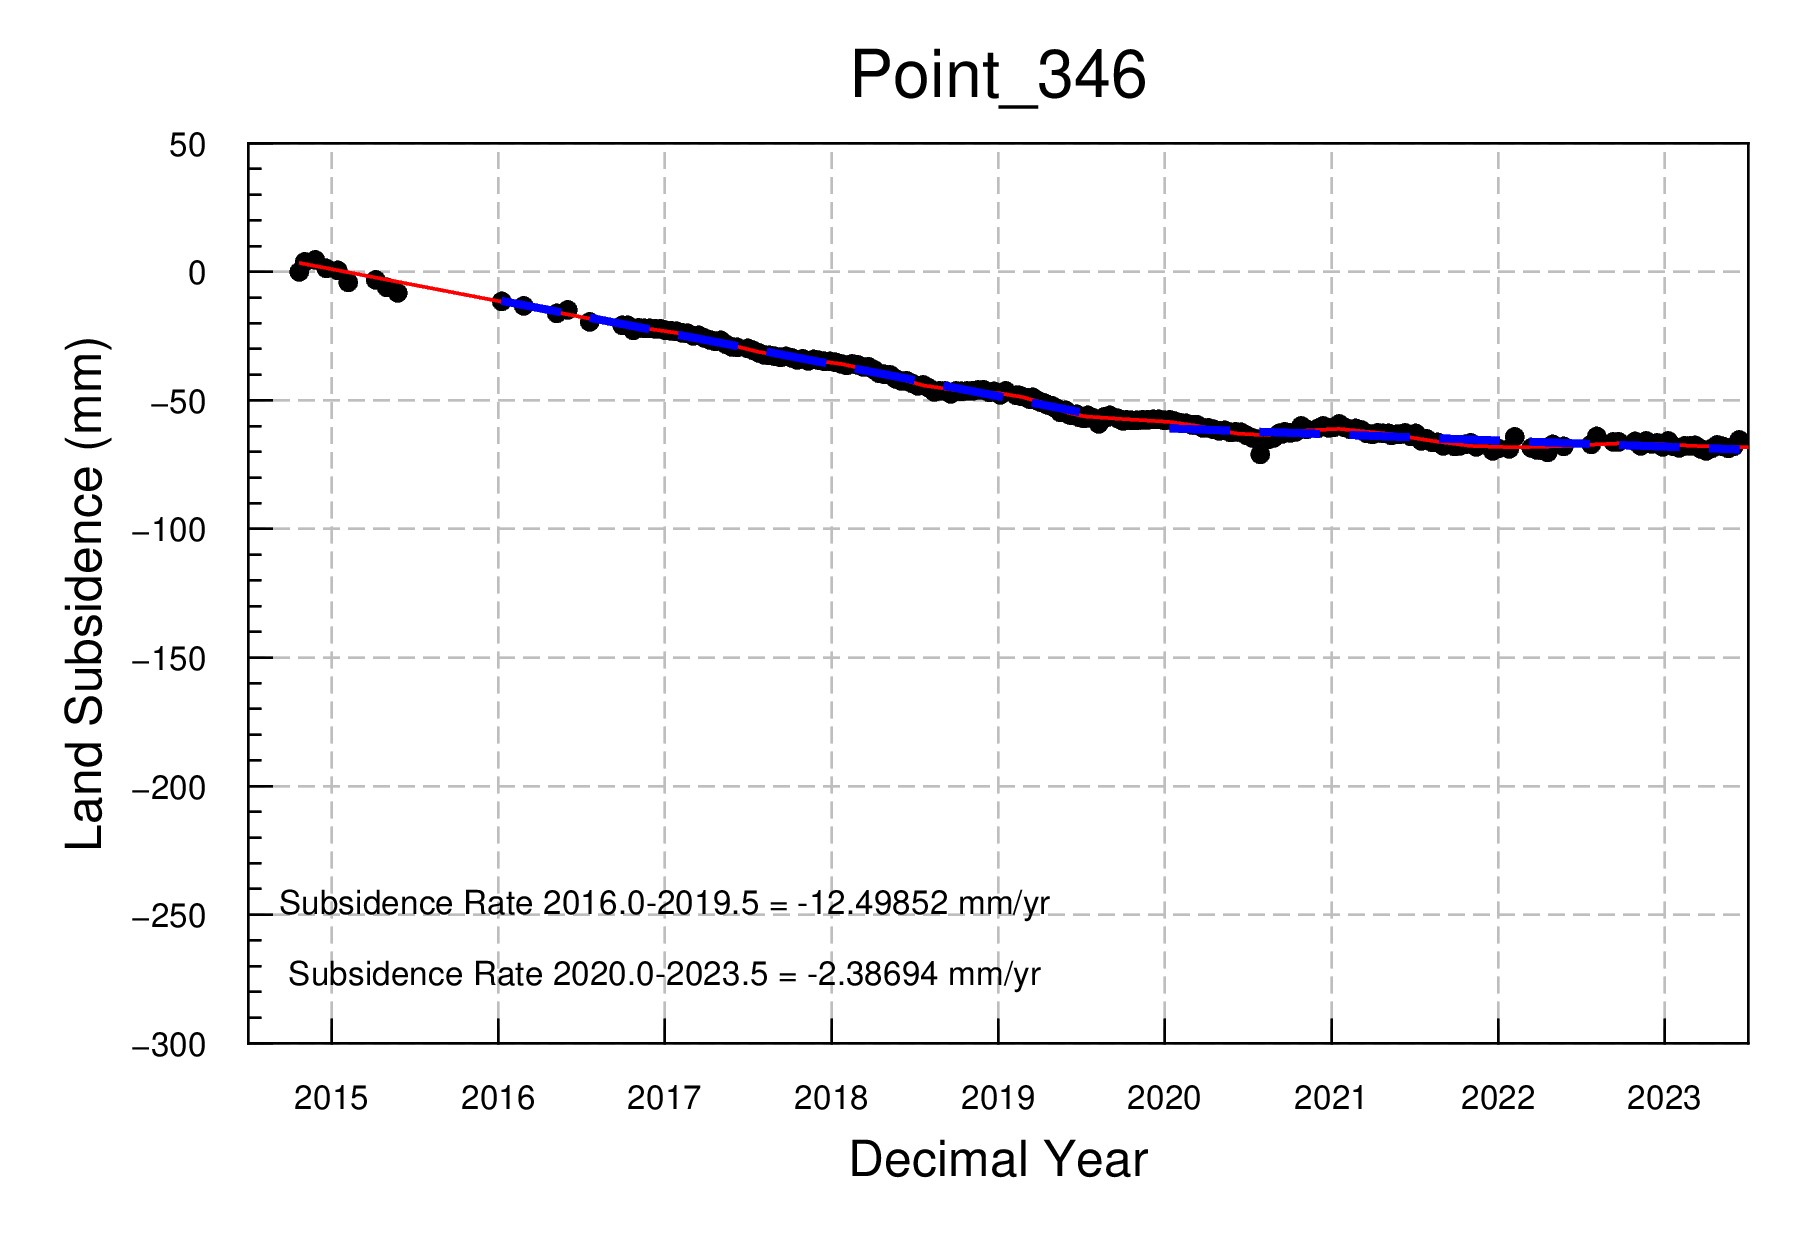 Point_346
50
0
−50
−100
−150
−200
−250
−300
Land Subsidence (mm)
Subsidence Rate 2016.0-2019.5 = -12.49852 mm/yr
Subsidence Rate 2020.0-2023.5 = -2.38694 mm/yr
2015 2016 2017 2018 2019 2020 2021 2022 2023
Decimal Year